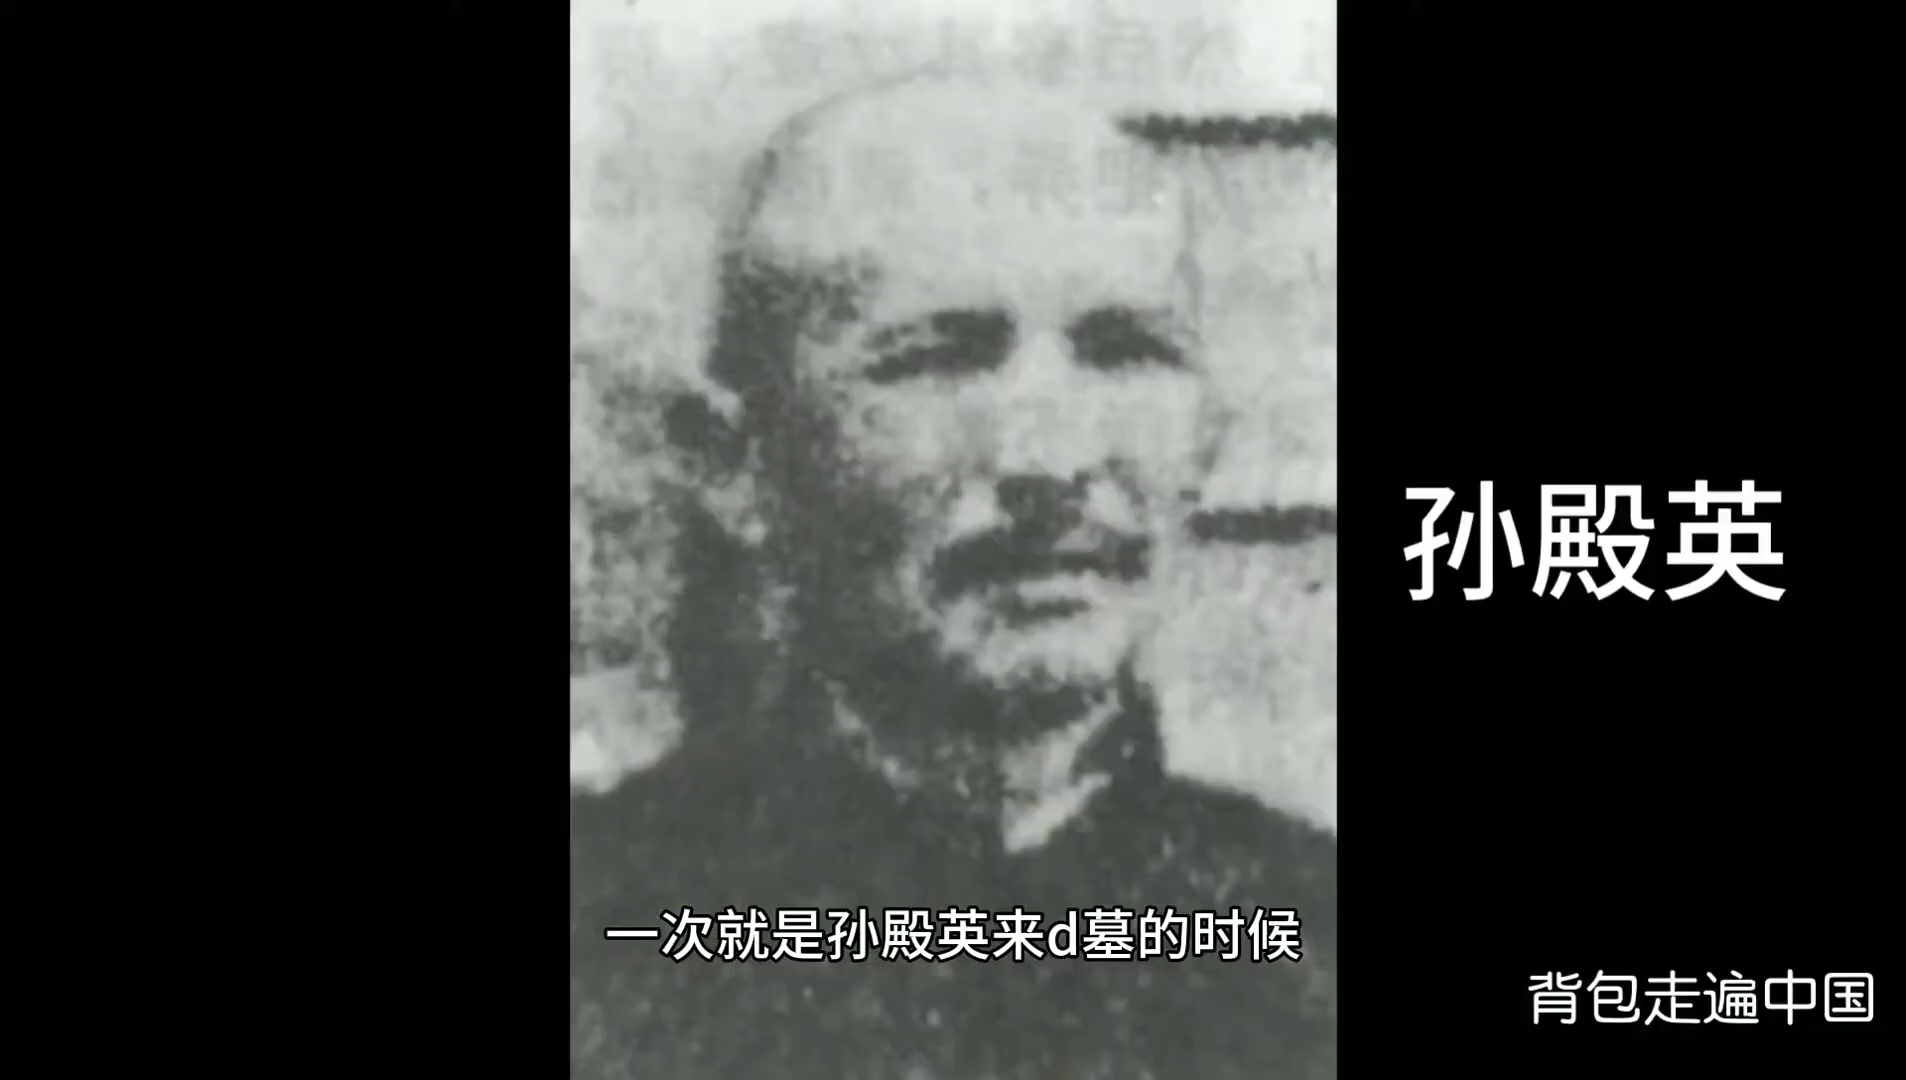 孙殿英
一次就是孙殿英来d墓的时候
背包走遍中国